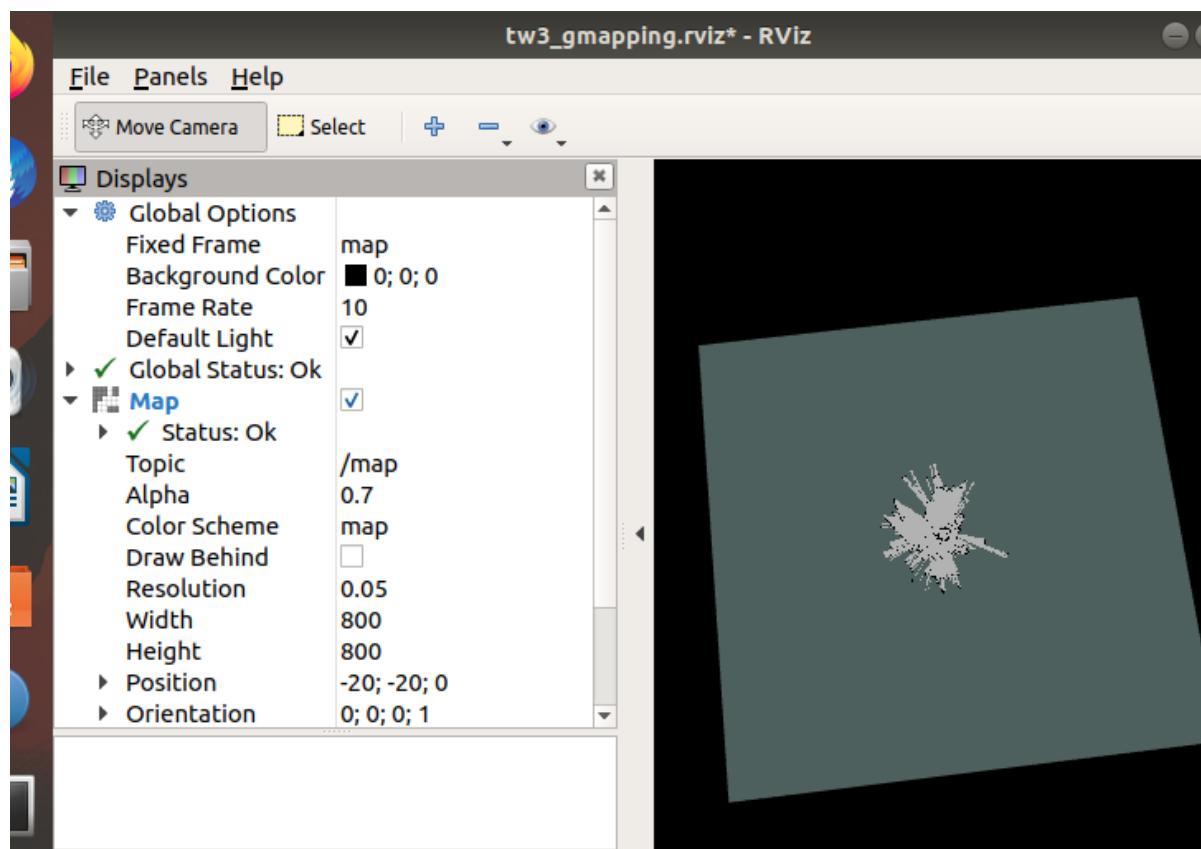 tw3_gmapping.rviz* - RViz
File Panels Help
Move Camera Select
Displays
Global Options
Fixed Frame map
Background Color 0; 0; 0
Frame Rate 10
Default Light
Global Status: Ok
Map
Status: Ok
Topic /map
Alpha 0.7
Color Scheme map
Draw Behind
Resolution 0.05
Width 800
Height 800
Position -20; -20; 0
Orientation 0; 0; 0; 1